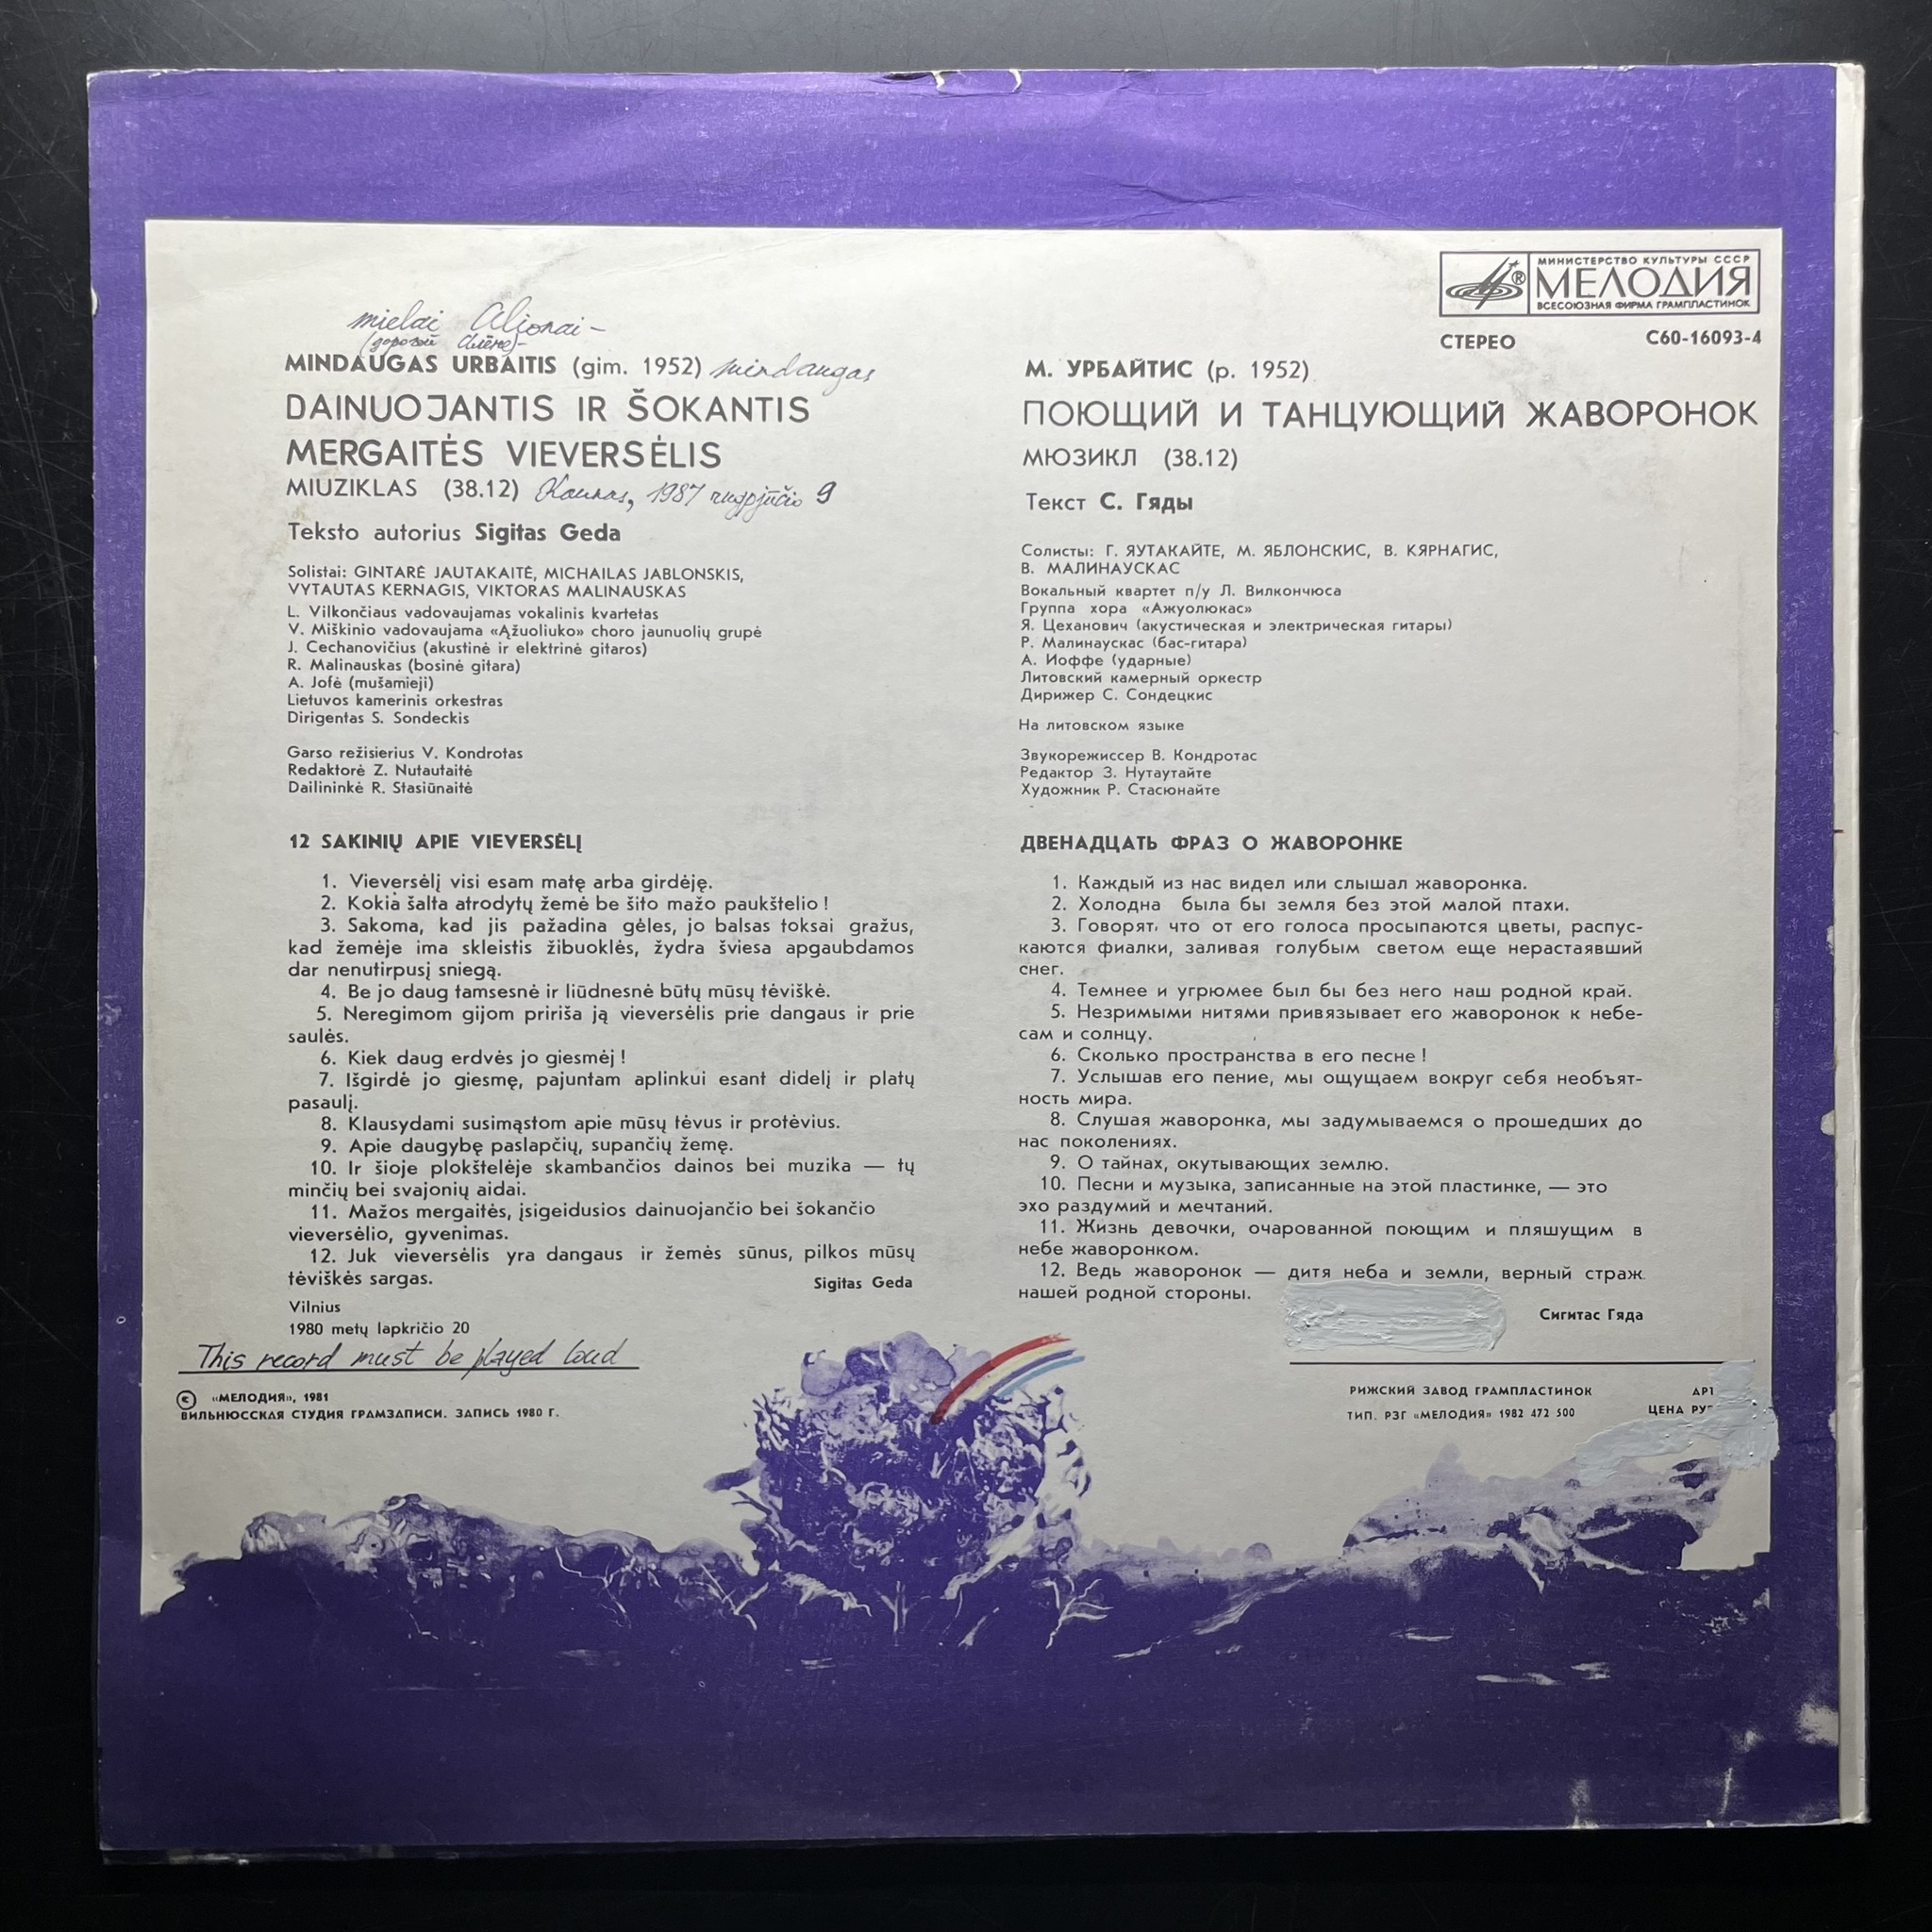 МИНИСТЕРСТВО КУЛЬТУРЫ СССР
МЕЛОДИЯ
ВСЕСОЮЗНАЯ ФИРМА ГРАМПЛАСТИНОК
СТЕРЕО С60-16093-4
mielai Alionai –
(дорогой Алёне) –
MINDAUGAS URBAITIS (gim. 1952) mindaugas
DAINUOJANTIS IR ŠOKANTIS
MERGAITĖS VIEVERSĖLIS
MIUZIKLAS (38.12) Kaunas, 1987 rugpjūčio 9
Teksto autorius Sigitas Geda
Solistai: GINTARĖ JAUTAKAITĖ, MICHAILAS JABLONSKIS,
VYTAUTAS KERNAGIS, VIKTORAS MALINAUSKAS
L. Vilkončiaus vadovaujamas vokalinis kvartetas
V. Miškinio vadovaujama «Ąžuoliuko» choro jaunuolių grupė
J. Cechanovičius (akustinė ir elektrinė gitaros)
R. Malinauskas (bosinė gitara)
A. Jofė (mušamieji)
Lietuvos kamerinis orkestras
Dirigentas S. Sondeckis
Garso režisierius V. Kondrotas
Redaktorė Z. Nutautaitė
Dailininkė R. Stasiūnaitė
12 SAKINIŲ APIE VIEVERSĖLĮ
1. Vieversėlį visi esam matę arba girdėję.
2. Kokia šalta atrodytų žemė be šito mažo paukštelio !
3. Sakoma, kad jis pažadina gėles, jo balsas toksai gražus,
kad žemėje ima skleistis žibuoklės, žydra šviesa apgaubdamos
dar nenutirpusį sniegą.
4. Be jo daug tamsesnė ir liūdnesnė būtų mūsų tėviškė.
5. Neregimom gijom pririša ją vieversėlis prie dangaus ir prie
saulės.
6. Kiek daug erdvės jo giesmėj !
7. Išgirdė jo giesmę, pajuntam aplinkui esant didelį ir platų
pasaulį.
8. Klausydami susimąstom apie mūsų tėvus ir protėvius.
9. Apie daugybę paslapčių, supančių žemę.
10. Ir šioje plokštelėje skambančios dainos bei muzika — tų
minčių bei svajonių aidai.
11. Mažos mergaitės, įsigeidusios dainuojančio bei šokančio
vieversėlio, gyvenimas.
12. Juk vieversėlis yra dangaus ir žemės sūnus, pilkos mūsų
tėviškės sargas.
Sigitas Geda
Vilnius
1980 metų lapkričio 20
This record must be played loud
© «МЕЛОДИЯ», 1981
ВИЛЬНЮССКАЯ СТУДИЯ ГРАМЗАПИСИ. ЗАПИСЬ 1980 Г.
М. УРБАЙТИС (р. 1952)
ПОЮЩИЙ И ТАНЦУЮЩИЙ ЖАВОРОНОК
МЮЗИКЛ (38.12)
Текст С. Гяды
Солисты: Г. ЯУТАКАЙТЕ, М. ЯБЛОНСКИС, В. КЯРНАГИС,
В. МАЛИНАУСКАС
Вокальный квартет п/у Л. Вилкончюса
Группа хора «Ажуолюкас»
Я. Цеханович (акустическая и электрическая гитары)
Р. Малинаускас (бас-гитара)
А. Иоффе (ударные)
Литовский камерный оркестр
Дирижер С. Сондецкис
На литовском языке
Звукорежиссер В. Кондротас
Редактор З. Нутаутайте
Художник Р. Стасюнайте
ДВЕНАДЦАТЬ ФРАЗ О ЖАВОРОНКЕ
1. Каждый из нас видел или слышал жаворонка.
2. Холодна была бы земля без этой малой птахи.
3. Говорят, что от его голоса просыпаются цветы, распус-
каются фиалки, заливая голубым светом еще нерастаявший
снег.
4. Темнее и угрюмее был бы без него наш родной край.
5. Незримыми нитями привязывает его жаворонок к небе-
сам и солнцу.
6. Сколько пространства в его песне !
7. Услышав его пение, мы ощущаем вокруг себя необъят-
ность мира.
8. Слушая жаворонка, мы задумываемся о прошедших до
нас поколениях.
9. О тайнах, окутывающих землю.
10. Песни и музыка, записанные на этой пластинке, — это
эхо раздумий и мечтаний.
11. Жизнь девочки, очарованной поющим и пляшущим в
небе жаворонком.
12. Ведь жаворонок — дитя неба и земли, верный страж
нашей родной стороны.
Сигитас Гяда
РИЖСКИЙ ЗАВОД ГРАМПЛАСТИНОК АРТ
ТИП. РЗГ «МЕЛОДИЯ» 1982 472 500 ЦЕНА РУБ